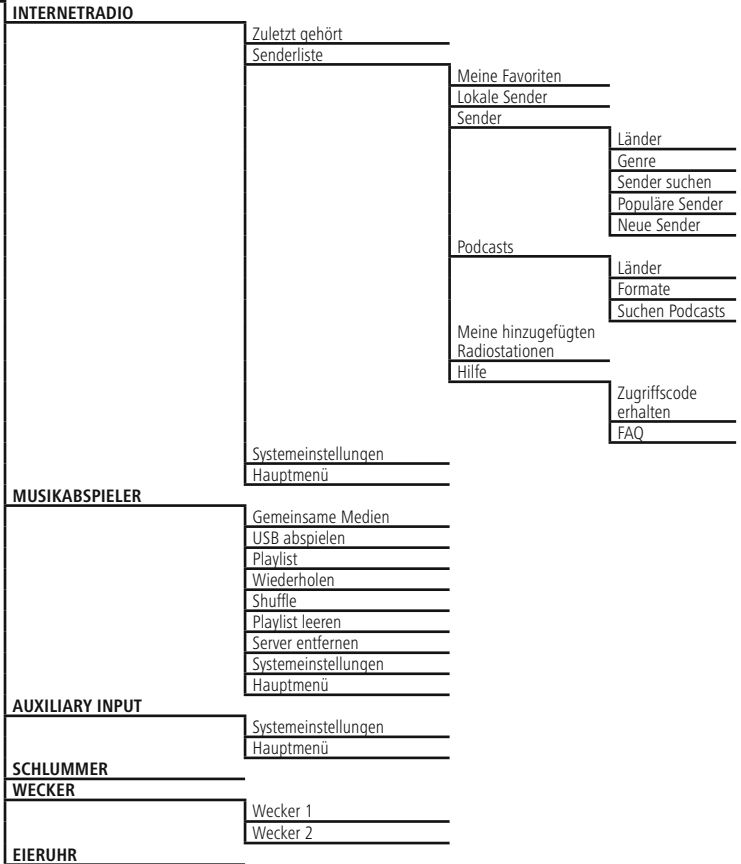 INTERNETRADIO
Zuletzt gehört
Senderliste
Meine Favoriten
Lokale Sender
Sender
Länder
Genre
Sender suchen
Populäre Sender
Neue Sender
Podcasts
Länder
Formate
Suchen Podcasts
Meine hinzugefügten
Radiostationen
Hilfe
Zugriffscode
erhalten
FAQ
Systemeinstellungen
Hauptmenü
MUSIKABSPIELER
Gemeinsame Medien
USB abspielen
Playlist
Wiederholen
Shuffle
Playlist leeren
Server entfernen
Systemeinstellungen
Hauptmenü
AUXILIARY INPUT
Systemeinstellungen
Hauptmenü
SCHLUMMER
WECKER
Wecker 1
Wecker 2
EIERUHR